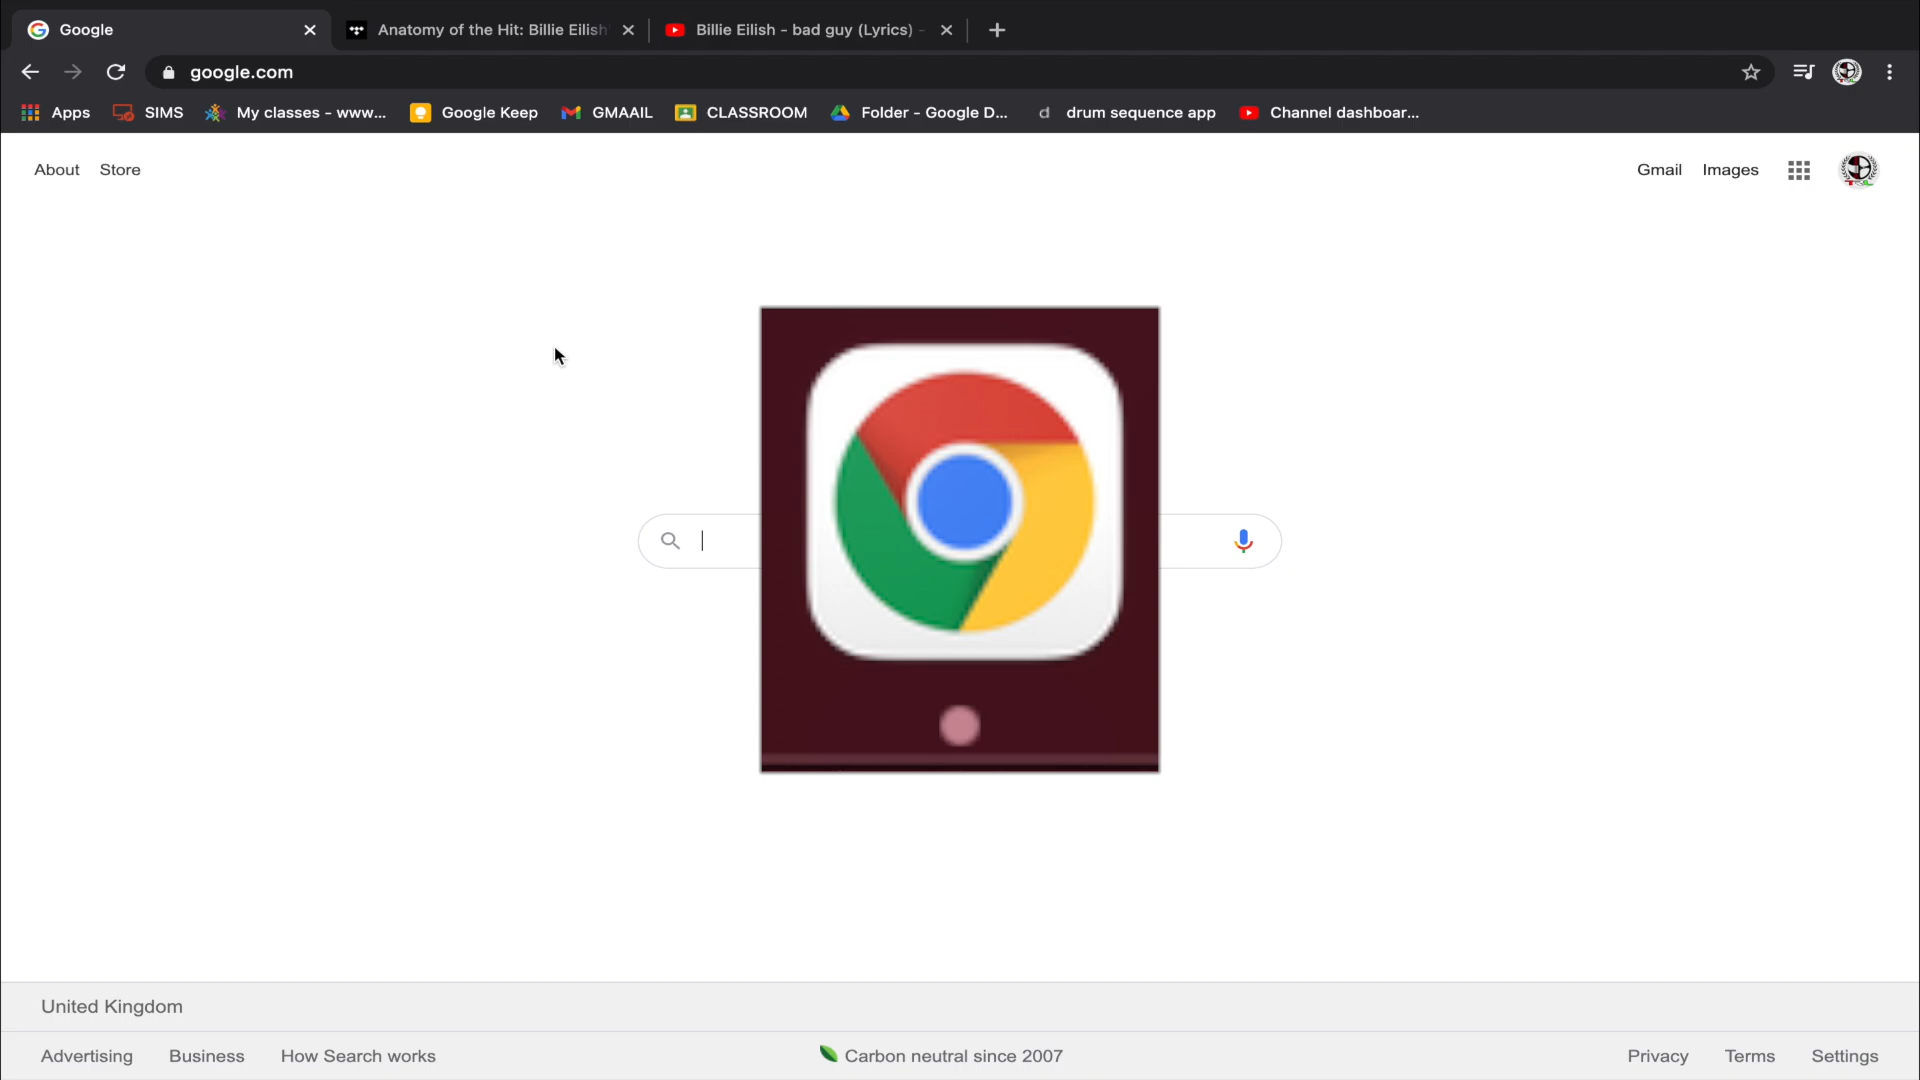 Google
Anatomy of the Hit: Billie Eilish
Billie Eilish - bad guy (Lyrics) -
google.com
Apps
SIMS
My classes - www...
Google Keep
GMAAIL
CLASSROOM
Folder - Google D...
d drum sequence app
Channel dashboar...
About Store
Gmail Images
United Kingdom
Advertising Business How Search works
Carbon neutral since 2007
Privacy Terms Settings